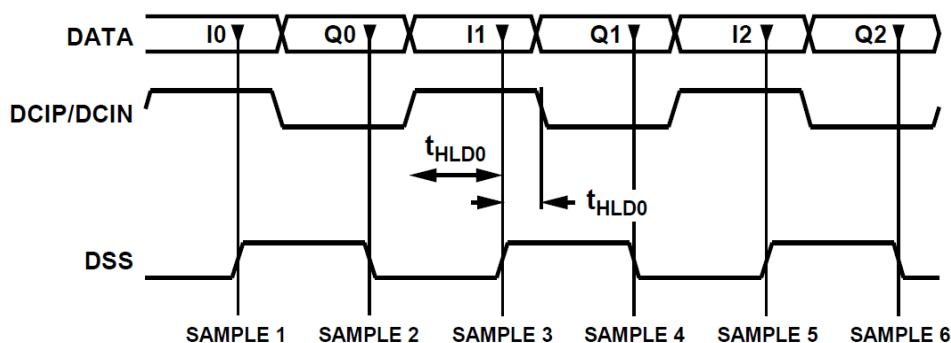 DATA I0 Q0 I1 Q1 I2 Q2
DCIP/DCIN
tHLD0
tHLD0
DSS
SAMPLE 1 SAMPLE 2 SAMPLE 3 SAMPLE 4 SAMPLE 5 SAMPLE 6